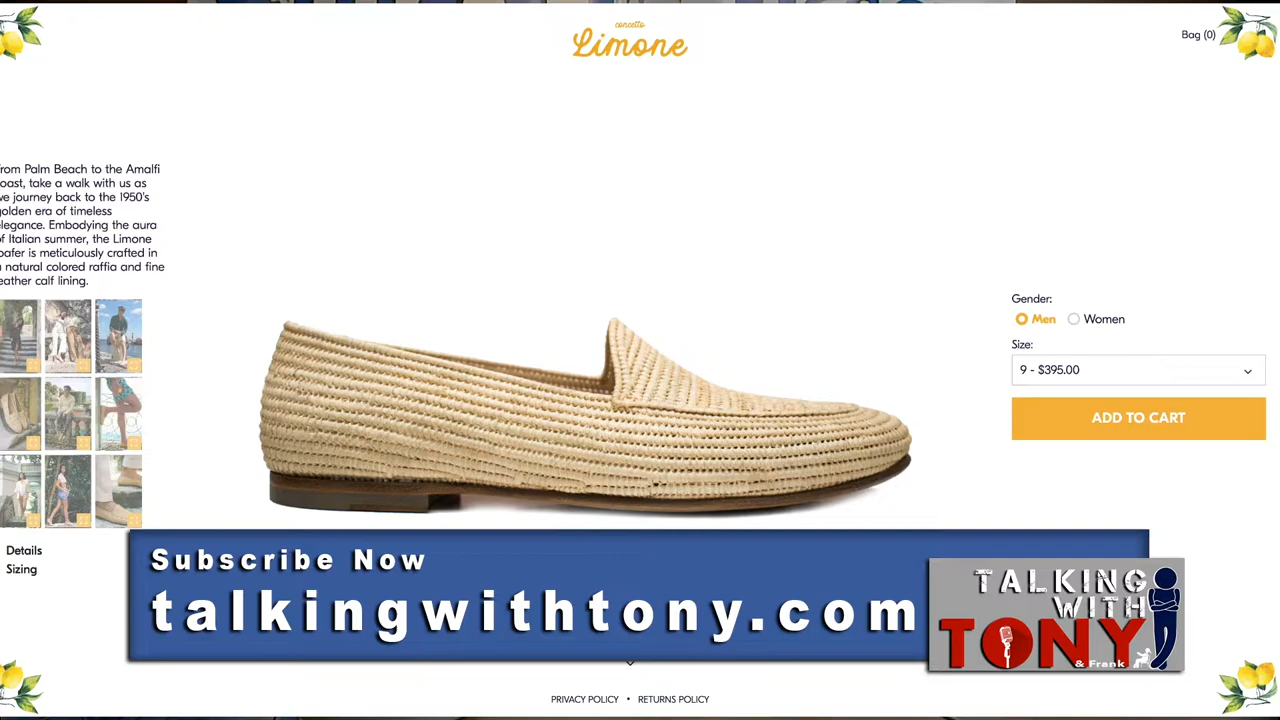 concetto
Limone
Bag (0)
rom Palm Beach to the Amalfi
oast, take a walk with us as
we journey back to the 1950's
golden era of timeless
elegance. Embodying the aura
of Italian summer, the Limone
oafer is meticulously crafted in
natural colored raffia and fine
eather calf lining.
Details
Sizing
Gender:
Men
Women
Size:
9 - $395.00
ADD TO CART
Subscribe Now
talkingwithtony.com
TALKING
WITH
TONY
& Frank
PRIVACY POLICY • RETURNS POLICY